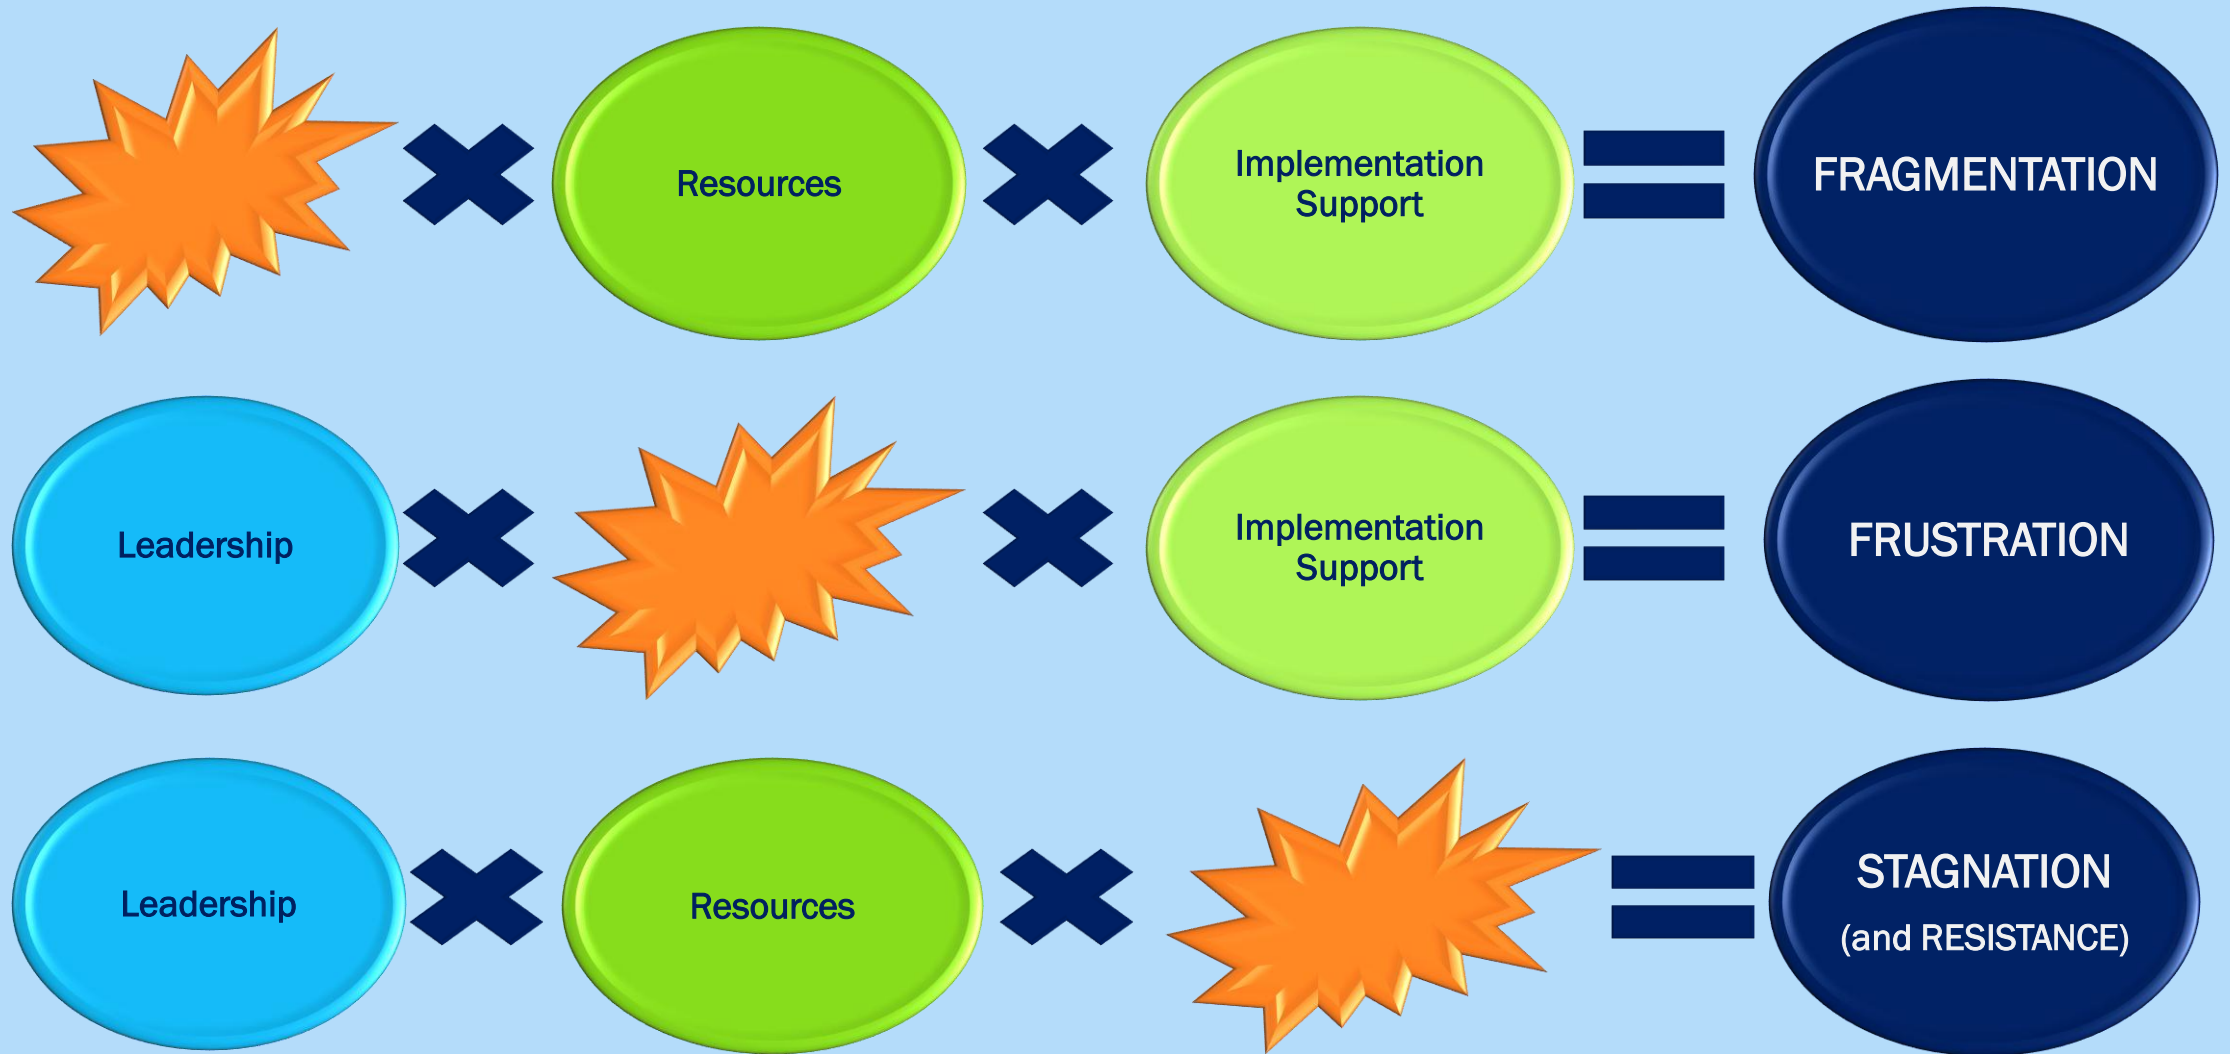 Resources
Implementation
Support
FRAGMENTATION
Leadership
Implementation
Support
FRUSTRATION
Leadership
Resources
STAGNATION
(and RESISTANCE)